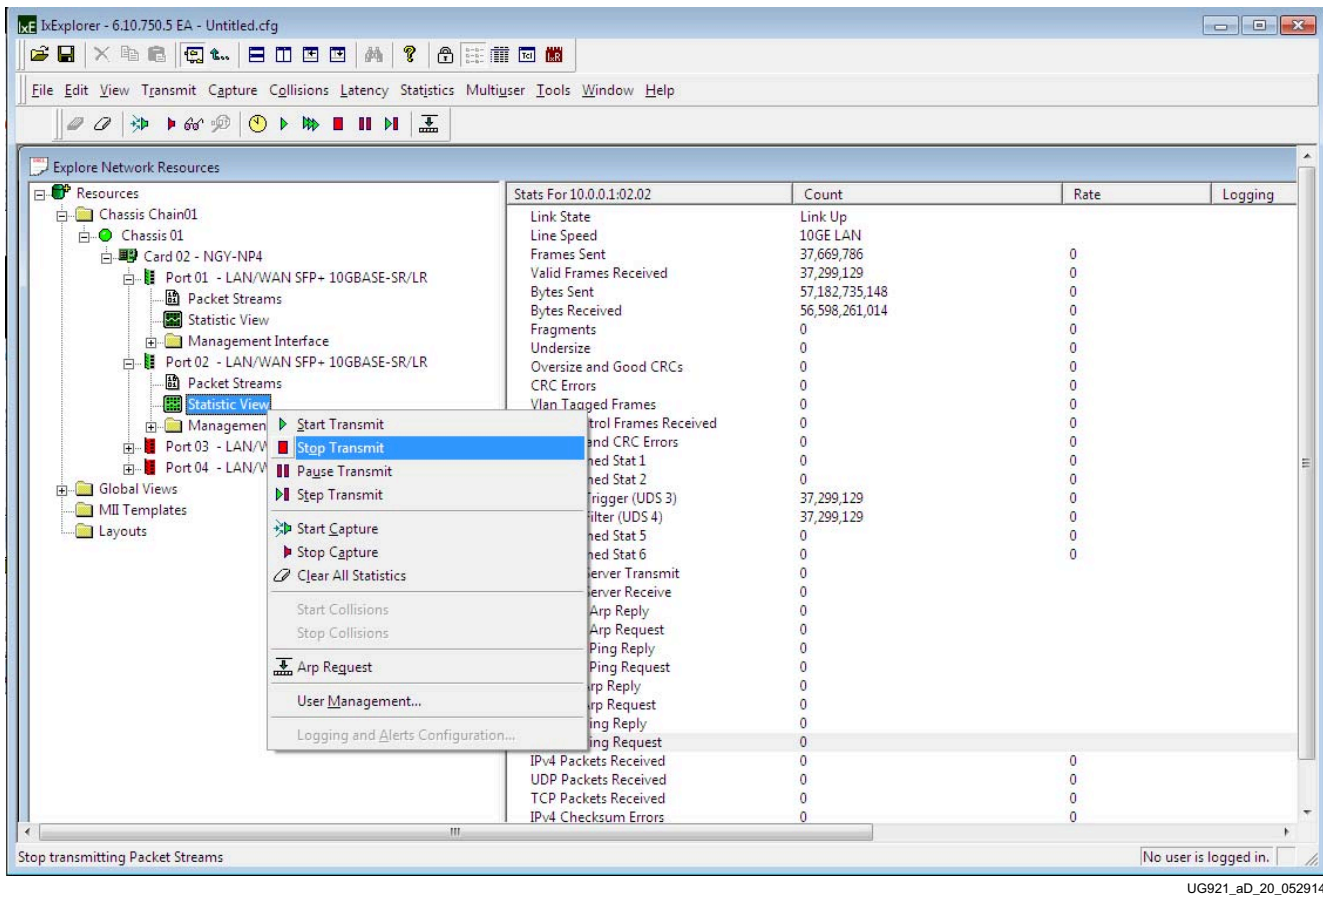 IxExplorer - 6.10.750.5 EA - Untitled.cfg
File Edit View Transmit Capture Collisions Latency Statistics Multiuser Tools Window Help
Explore Network Resources
Resources
Chassis Chain01
Chassis 01
Card 02 - NGY-NP4
Port 01 - LAN/WAN SFP+ 10GBASE-SR/LR
Packet Streams
Statistic View
Management Interface
Port 02 - LAN/WAN SFP+ 10GBASE-SR/LR
Packet Streams
Statistic View
Managemen
Port 03 - LAN/W
Port 04 - LAN/W
Global Views
MII Templates
Layouts
Start Transmit
Stop Transmit
Pause Transmit
Step Transmit
Start Capture
Stop Capture
Clear All Statistics
Start Collisions
Stop Collisions
Arp Request
User Management...
Logging and Alerts Configuration...
Stats For 10.0.0.1:02.02 Count Rate Logging
Link State Link Up
Line Speed 10GE LAN
Frames Sent 37,669,786 0
Valid Frames Received 37,299,129 0
Bytes Sent 57,182,735,148 0
Bytes Received 56,598,261,014 0
Fragments 0 0
Undersize 0 0
Oversize and Good CRCs 0 0
CRC Errors 0 0
Vlan Tagged Frames 0 0
trol Frames Received 0 0
and CRC Errors 0 0
ned Stat 1 0 0
ned Stat 2 0 0
rigger (UDS 3) 37,299,129 0
ilter (UDS 4) 37,299,129 0
ned Stat 5 0 0
ned Stat 6 0 0
erver Transmit 0
erver Receive 0
Arp Reply 0
Arp Request 0
Ping Reply 0
Ping Request 0
rp Reply 0
rp Request 0
ing Reply 0
ing Request 0
IPv4 Packets Received 0 0
UDP Packets Received 0 0
TCP Packets Received 0 0
IPv4 Checksum Errors 0 0
Stop transmitting Packet Streams
No user is logged in.
UG921_aD_20_052914